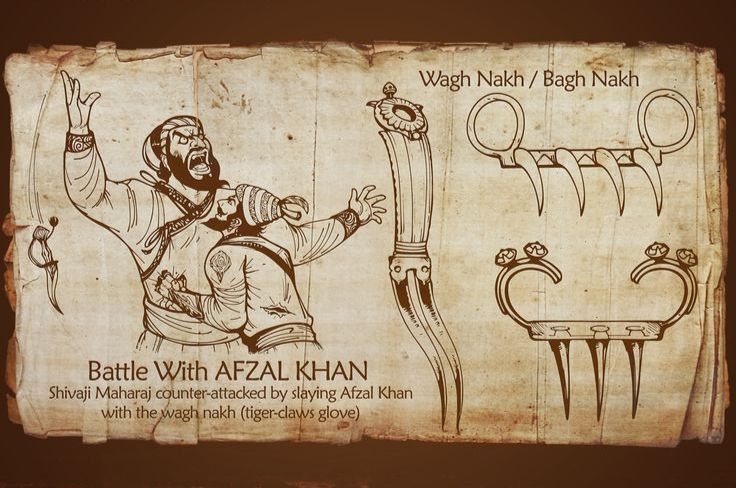 Wagh Nakh / Bagh Nakh
Battle With AFZAL KHAN
Shivaji Maharaj counter-attacked by slaying Afzal Khan
with the wagh nakh (tiger-claws glove)